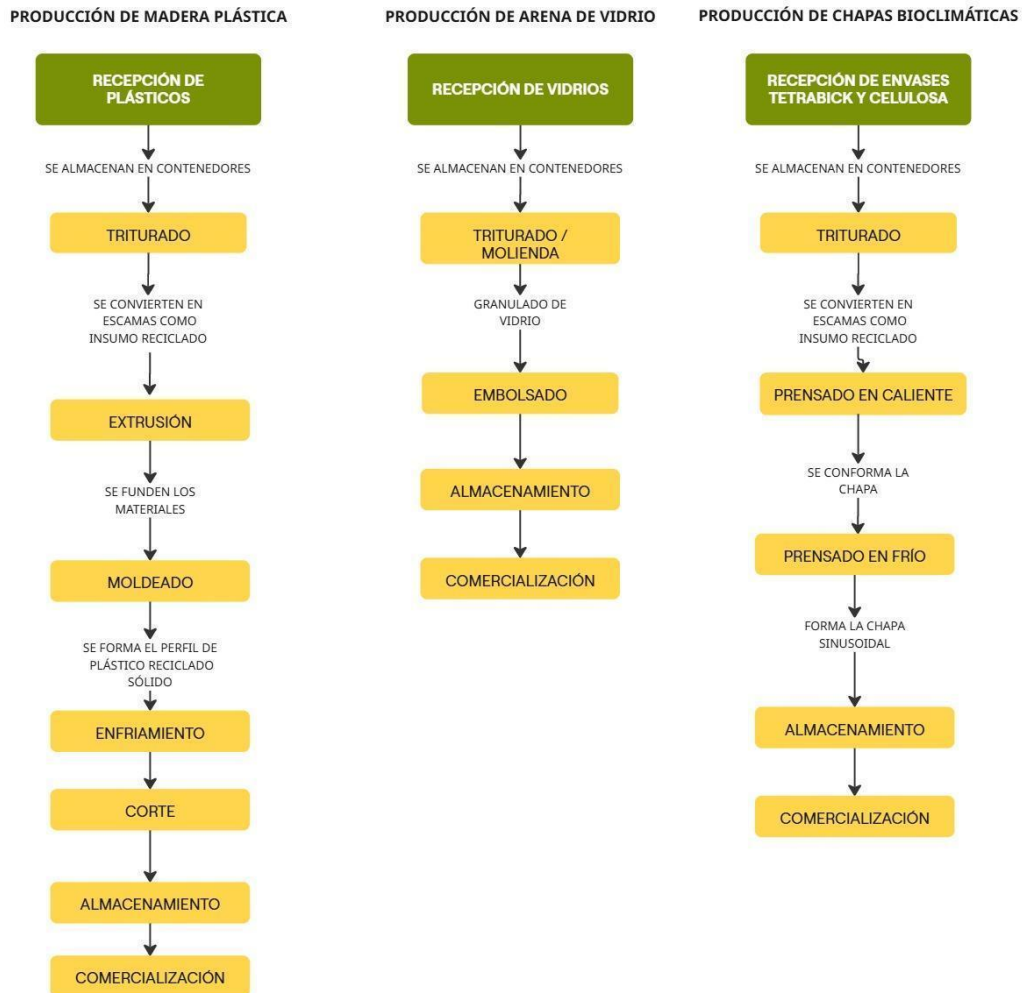 PRODUCCIÓN DE MADERA PLÁSTICA
RECEPCIÓN DE
PLÁSTICOS
SE ALMACENAN EN CONTENEDORES
TRITURADO
SE CONVIERTEN EN
ESCAMAS COMO
INSUMO RECICLADO
EXTRUSIÓN
SE FUNDEN LOS
MATERIALES
MOLDEADO
SE FORMA EL PERFIL DE
PLÁSTICO RECICLADO
SÓLIDO
ENFRIAMIENTO
CORTE
ALMACENAMIENTO
COMERCIALIZACIÓN
PRODUCCIÓN DE ARENA DE VIDRIO
RECEPCIÓN DE VIDRIOS
SE ALMACENAN EN CONTENEDORES
TRITURADO /
MOLIENDA
GRANULADO DE
VIDRIO
EMBOLSADO
ALMACENAMIENTO
COMERCIALIZACIÓN
PRODUCCIÓN DE CHAPAS BIOCLIMÁTICAS
RECEPCIÓN DE ENVASES
TETRABICK Y CELULOSA
SE ALMACENAN EN CONTENEDORES
TRITURADO
SE CONVIERTEN EN
ESCAMAS COMO
INSUMO RECICLADO
PRENSADO EN CALIENTE
SE CONFORMA LA
CHAPA
PRENSADO EN FRÍO
FORMA LA CHAPA
SINUSOIDAL
ALMACENAMIENTO
COMERCIALIZACIÓN